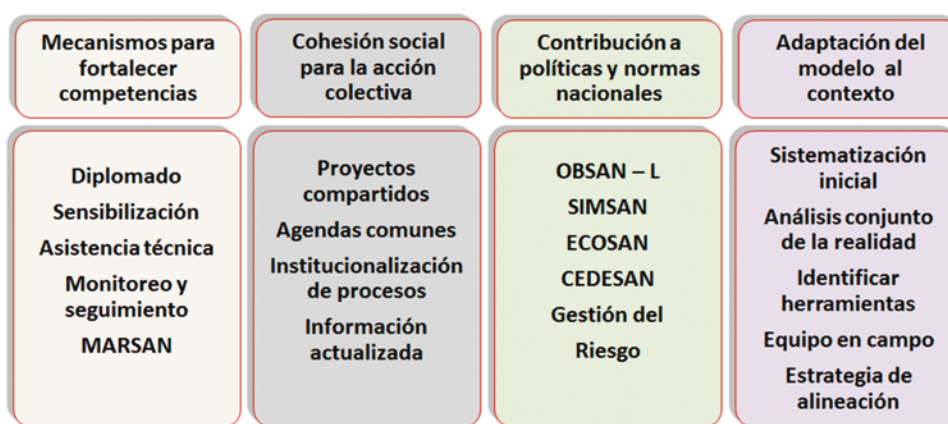 Mecanismos para
fortalecer
competencias
Cohesión social
para la acción
colectiva
Contribución a
políticas y normas
nacionales
Adaptación del
modelo al
contexto
Diplomado
Sensibilización
Asistencia técnica
Monitoreo y
seguimiento
MARSAN
Proyectos
compartidos
Agendas comunes
Institucionalización
de procesos
Información
actualizada
OBSAN – L
SIMSAN
ECOSAN
CEDESAN
Gestión del
Riesgo
Sistematización
inicial
Análisis conjunto
de la realidad
Identificar
herramientas
Equipo en campo
Estrategia de
alineación